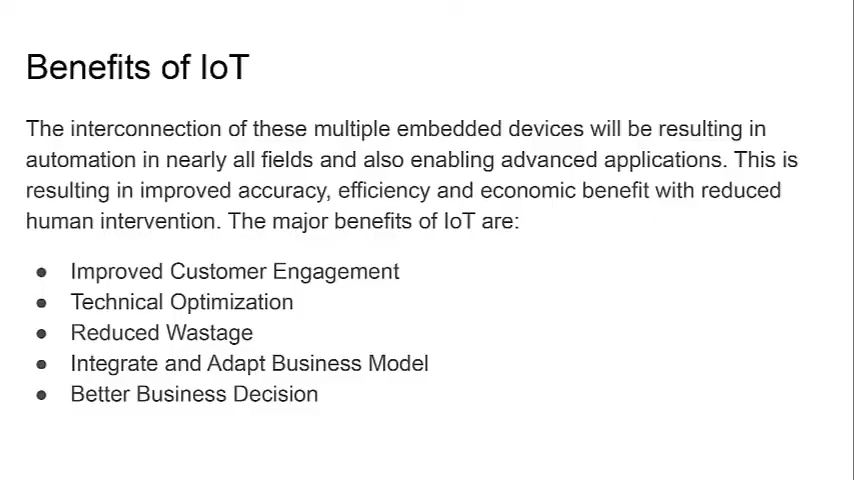 Benefits of IoT
The interconnection of these multiple embedded devices will be resulting in
automation in nearly all fields and also enabling advanced applications. This is
resulting in improved accuracy, efficiency and economic benefit with reduced
human intervention. The major benefits of IoT are:
● Improved Customer Engagement
● Technical Optimization
● Reduced Wastage
● Integrate and Adapt Business Model
● Better Business Decision